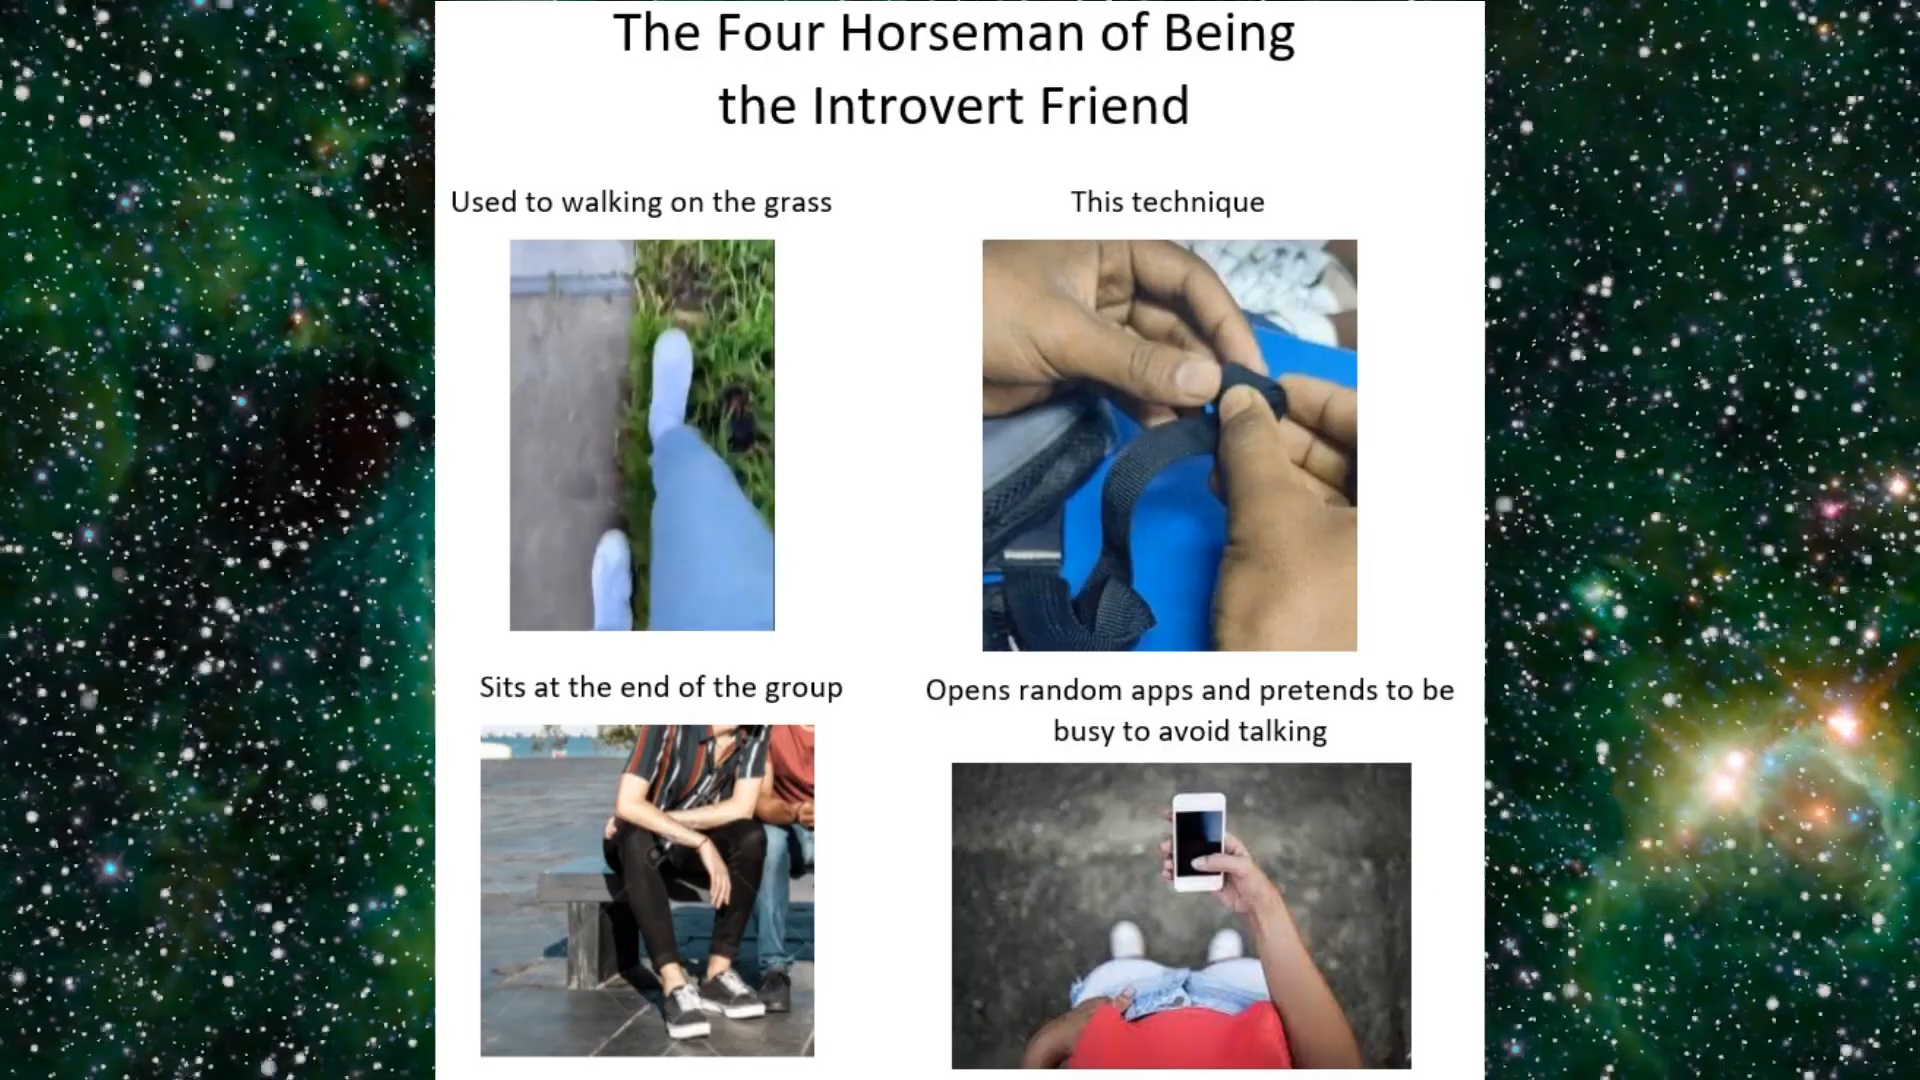 The Four Horseman of Being
the Introvert Friend
Used to walking on the grass
This technique
Sits at the end of the group
Opens random apps and pretends to be
busy to avoid talking